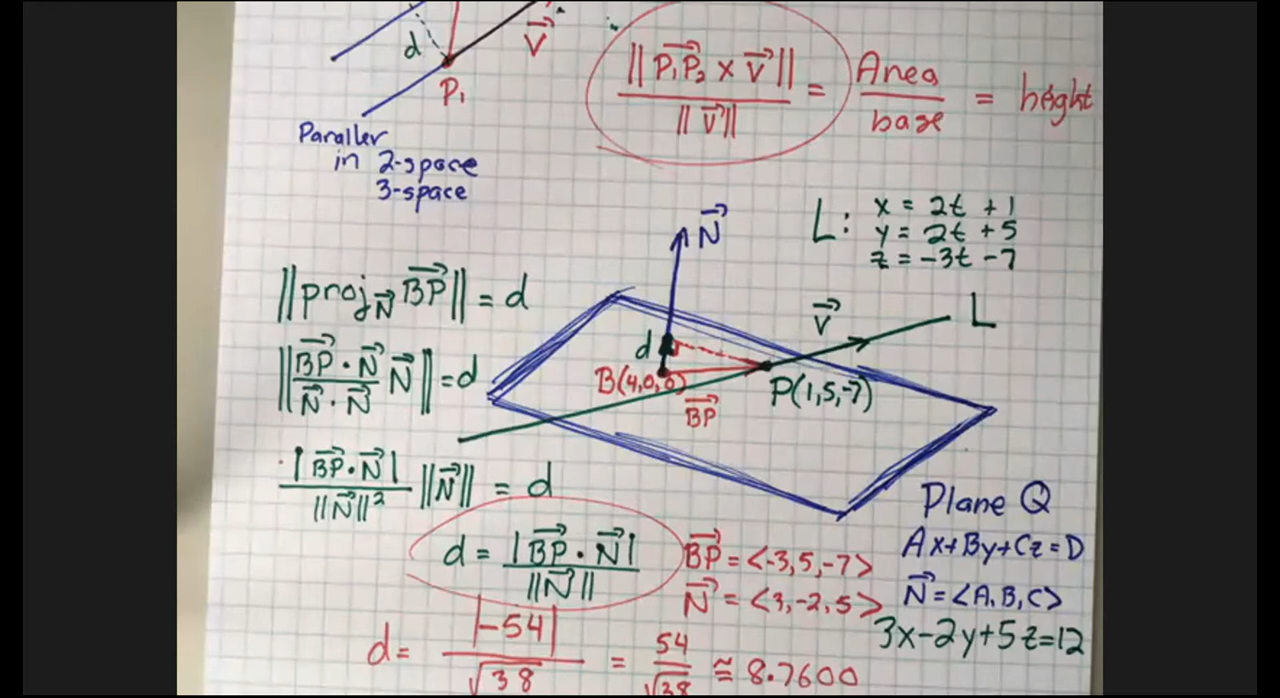 d
V⃗
P₁
Paraller
in 2-space
3-space
||P₁P₂⃗ x V⃗|| / ||V⃗|| = Area / base = height
N⃗
L: x = 2t + 1
y = 2t + 5
z = -3t - 7
||proj_N⃗ BP⃗|| = d
||(BP⃗ · N⃗ / N⃗ · N⃗) N⃗|| = d
|BP⃗ · N⃗| / ||N⃗||² ||N⃗|| = d
d = |BP⃗ · N⃗| / ||N⃗||
d
B(4,0,0)
BP⃗
P(1,5,-7)
V⃗
L
Plane Q
Ax+By+Cz=D
N⃗ = <A,B,C>
3x-2y+5z=12
BP⃗ = <-3,5,-7>
N⃗ = <3,-2,5>
d = |-54| / √38 = 54 / √38 ≅ 8.7600